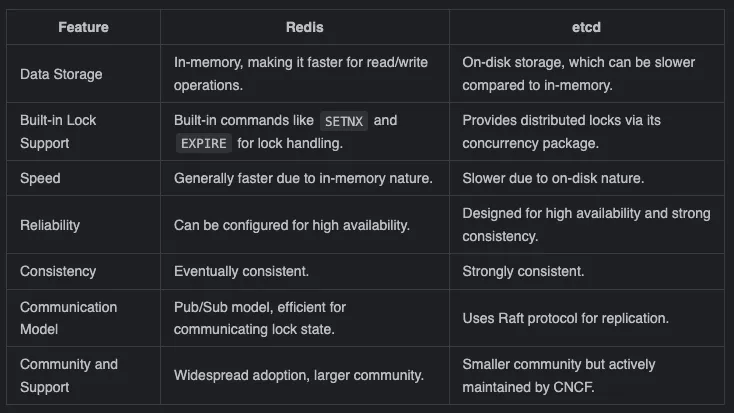 Feature Redis etcd
Data Storage
In-memory, making it faster for read/write
operations.
On-disk storage, which can be slower
compared to in-memory.
Built-in Lock
Support
Built-in commands like SETNX and
EXPIRE for lock handling.
Provides distributed locks via its
concurrency package.
Speed
Generally faster due to in-memory nature.
Slower due to on-disk nature.
Reliability
Can be configured for high availability.
Designed for high availability and strong
consistency.
Consistency
Eventually consistent.
Strongly consistent.
Communication
Model
Pub/Sub model, efficient for
communicating lock state.
Uses Raft protocol for replication.
Community and
Support
Widespread adoption, larger community.
Smaller community but actively
maintained by CNCF.